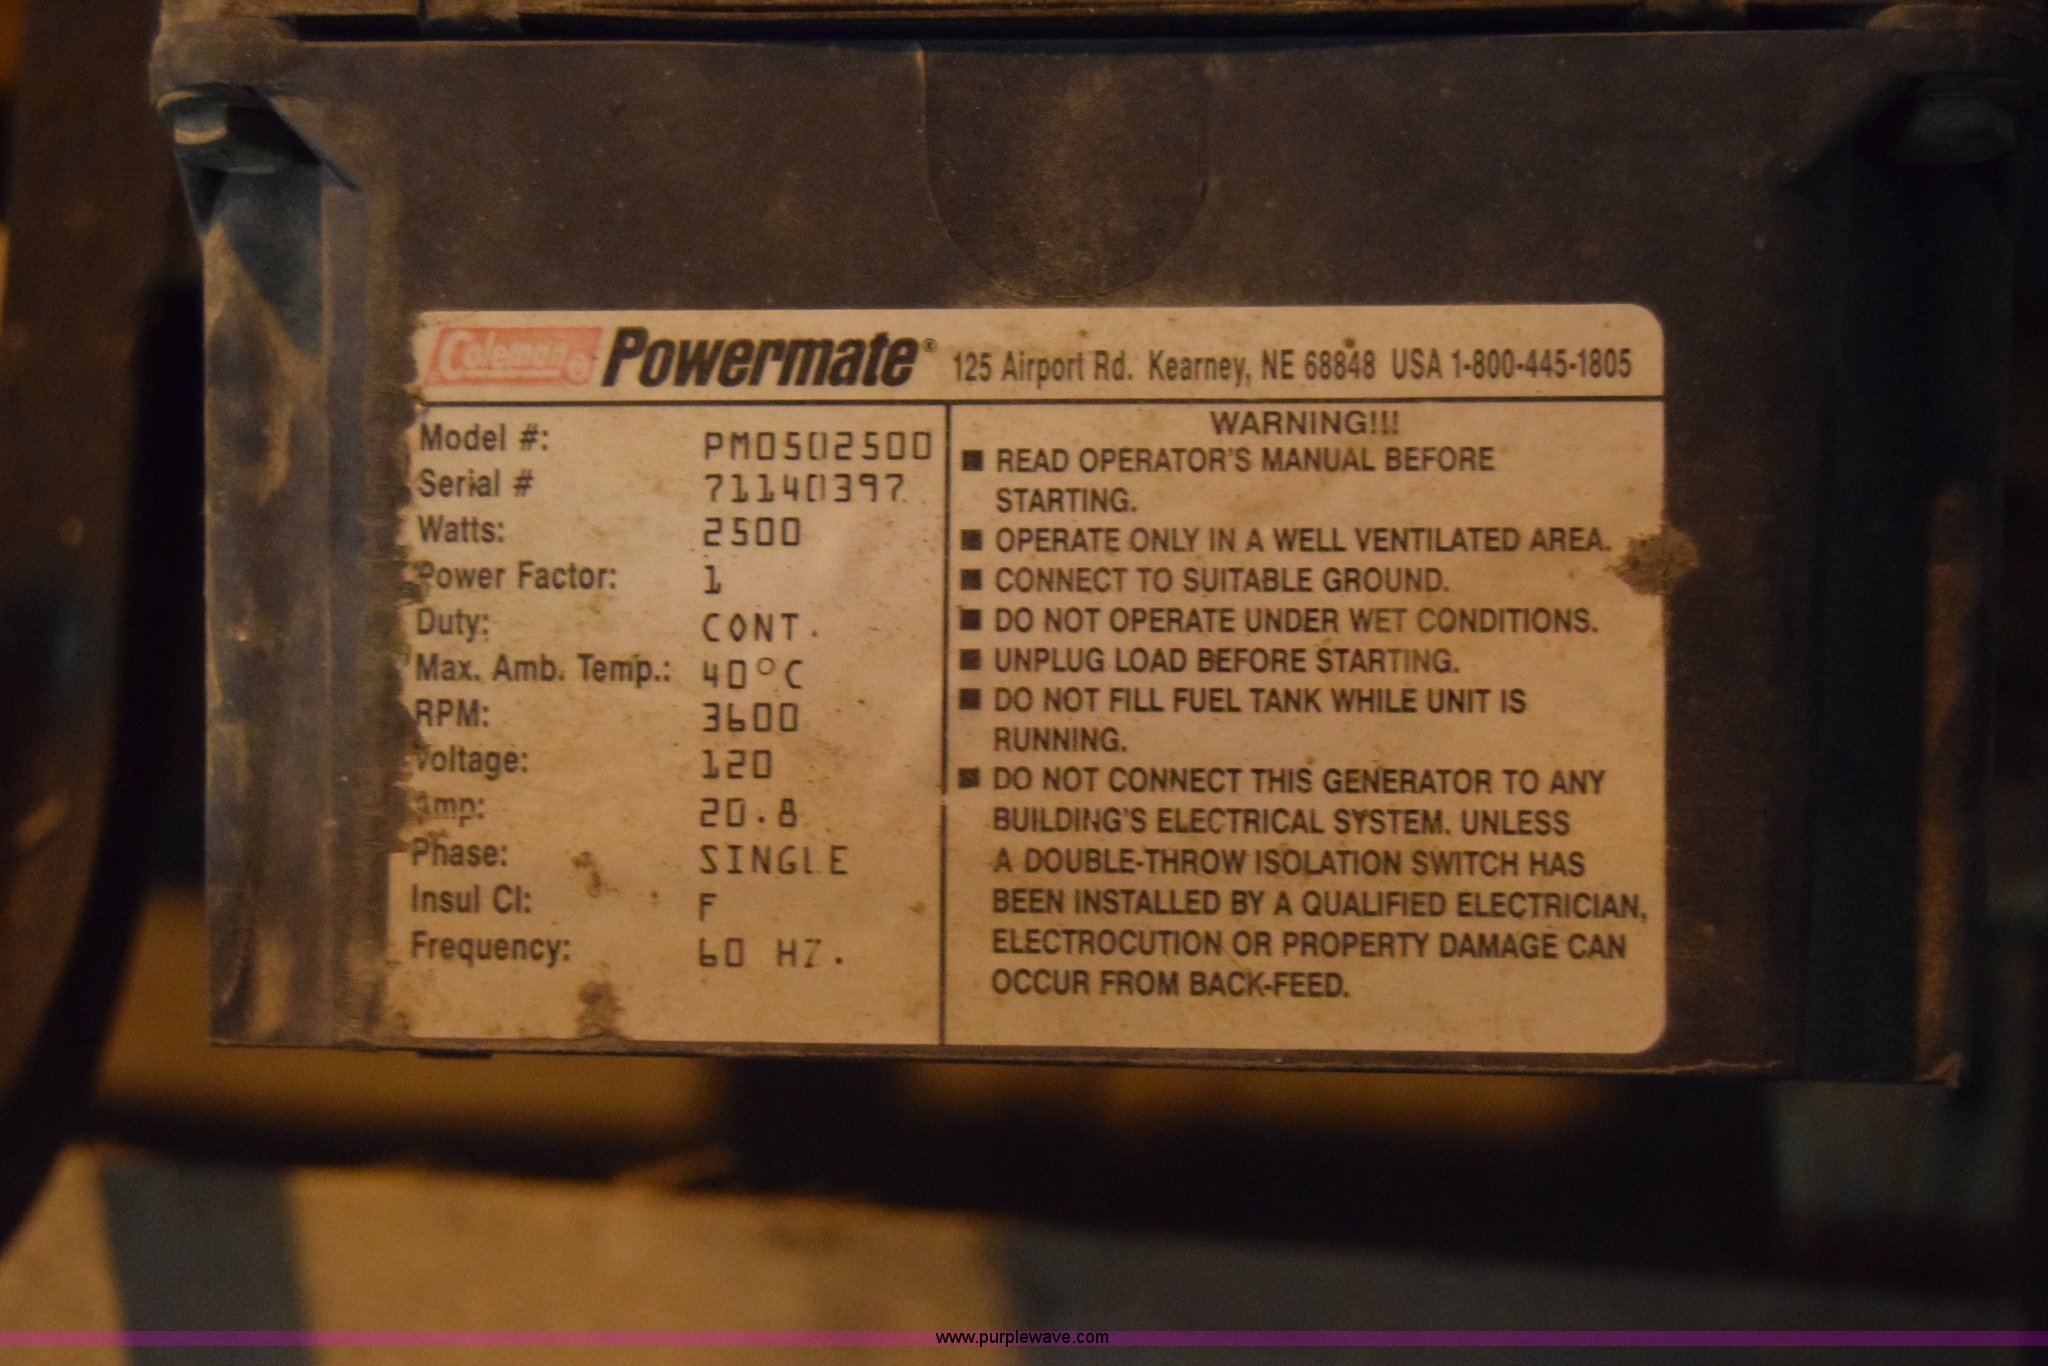 Coleman® Powermate® 125 Airport Rd. Kearney, NE 68848 USA 1-800-445-1805
Model #: PM0502500
Serial # 71140397
Watts: 2500
Power Factor: 1
Duty: CONT.
Max. Amb. Temp.: 40°C
RPM: 3600
Voltage: 120
Amp: 20.8
Phase: SINGLE
Insul Cl: F
Frequency: 60 HZ.
WARNING!!!
■ READ OPERATOR'S MANUAL BEFORE
STARTING.
■ OPERATE ONLY IN A WELL VENTILATED AREA.
■ CONNECT TO SUITABLE GROUND.
■ DO NOT OPERATE UNDER WET CONDITIONS.
■ UNPLUG LOAD BEFORE STARTING.
■ DO NOT FILL FUEL TANK WHILE UNIT IS
RUNNING.
■ DO NOT CONNECT THIS GENERATOR TO ANY
BUILDING'S ELECTRICAL SYSTEM. UNLESS
A DOUBLE-THROW ISOLATION SWITCH HAS
BEEN INSTALLED BY A QUALIFIED ELECTRICIAN,
ELECTROCUTION OR PROPERTY DAMAGE CAN
OCCUR FROM BACK-FEED.
www.purplewave.com